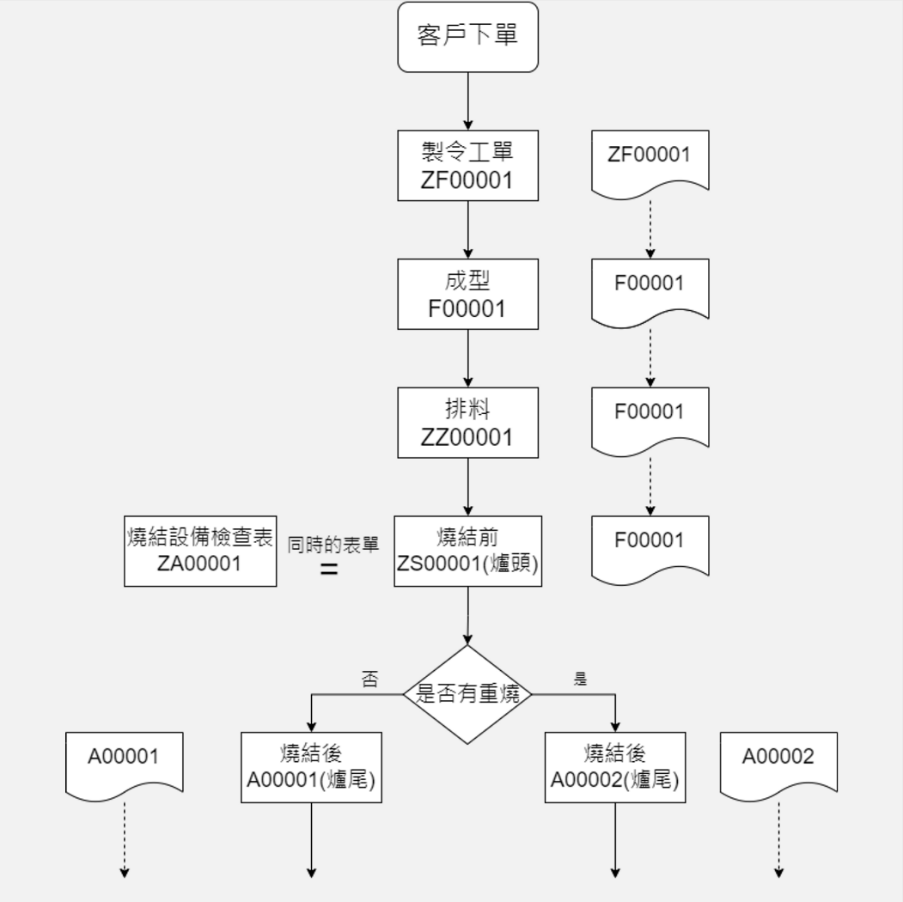 客戶下單
製令工單
ZF00001
ZF00001
成型
F00001
F00001
排料
ZZ00001
F00001
燒結設備檢查表
ZA00001
同時的表單
=
燒結前
ZS00001(爐頭)
F00001
是否有重燒
否
是
A00001
燒結後
A00001(爐尾)
燒結後
A00002(爐尾)
A00002